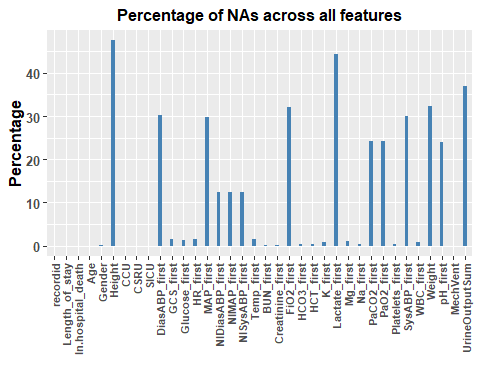 Percentage of NAs across all features
Percentage
40
30
20
10
0
recordid
Length_of_stay
In.hospital_death
Age
Gender
Height
CCU
CSRU
SICU
DiasABP_first
GCS_first
Glucose_first
HR_first
MAP_first
NIDiasABP_first
NIMAP_first
NISysABP_first
Temp_first
BUN_first
Creatinine_first
FiO2_first
HCO3_first
HCT_first
K_first
Lactate_first
Mg_first
Na_first
PaCO2_first
PaO2_first
Platelets_first
SysABP_first
WBC_first
Weight
pH_first
MechVent
UrineOutputSum